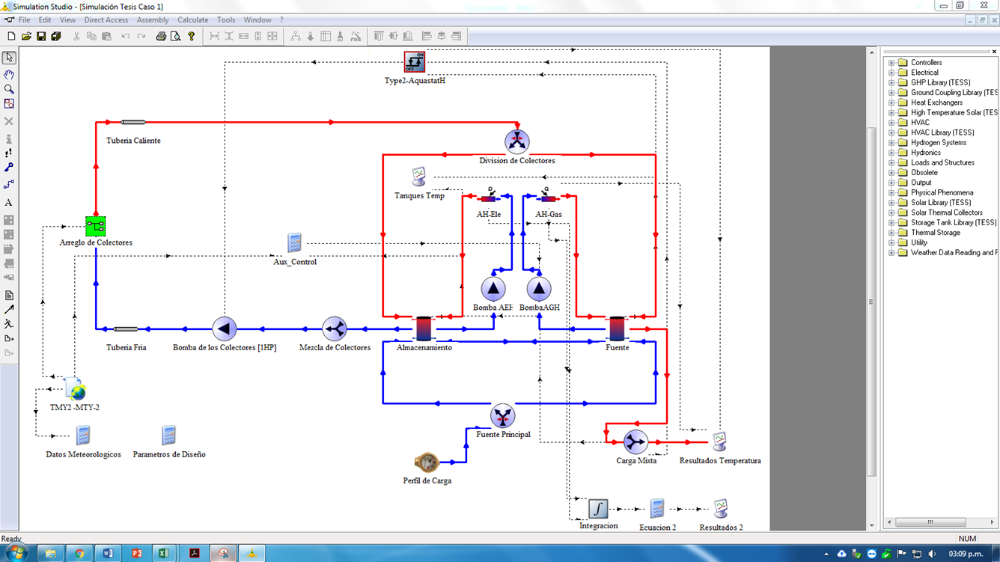 Simulation Studio - [Simulación Tesis Caso 1]
File Edit View Direct Access Assembly Calculate Tools Window ?
Type2-AquastatH
Tuberia Caliente
Division de Colectores
Tanques Temp
AH-Ele
AH-Gas
Arreglo de Colectores
Aux_Control
Bomba AEH
BombaAGH
Tuberia Fria
Bomba de los Colectores [1HP]
Mezcla de Colectores
Almacenamiento
Fuente
TMY2 -MTY-2
Fuente Principal
Datos Meteorologicos
Parametros de Diseño
Perfil de Carga
Carga Mixta
Resultados Temperatura
Integracion
Ecuacion 2
Resultados 2
Controllers
Electrical
GHP Library (TESS)
Ground Coupling Library (TES
Heat Exchangers
High Temperature Solar (TES
HVAC
HVAC Library (TESS)
Hydrogen Systems
Hydronics
Loads and Structures
Obsolete
Output
Physical Phenomena
Solar Library (TESS)
Solar Thermal Collectors
Storage Tank Library (TESS)
Thermal Storage
Utility
Weather Data Reading and F
Ready
NUM
03:09 p.m.